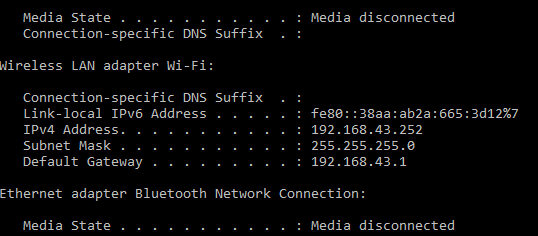 Media State . . . . . . . . . . . : Media disconnected
Connection-specific DNS Suffix  . :
Wireless LAN adapter Wi-Fi:
Connection-specific DNS Suffix  . :
Link-local IPv6 Address . . . . . : fe80::38aa:ab2a:665:3d12%7
IPv4 Address. . . . . . . . . . . : 192.168.43.252
Subnet Mask . . . . . . . . . . . : 255.255.255.0
Default Gateway . . . . . . . . . : 192.168.43.1
Ethernet adapter Bluetooth Network Connection:
Media State . . . . . . . . . . . : Media disconnected